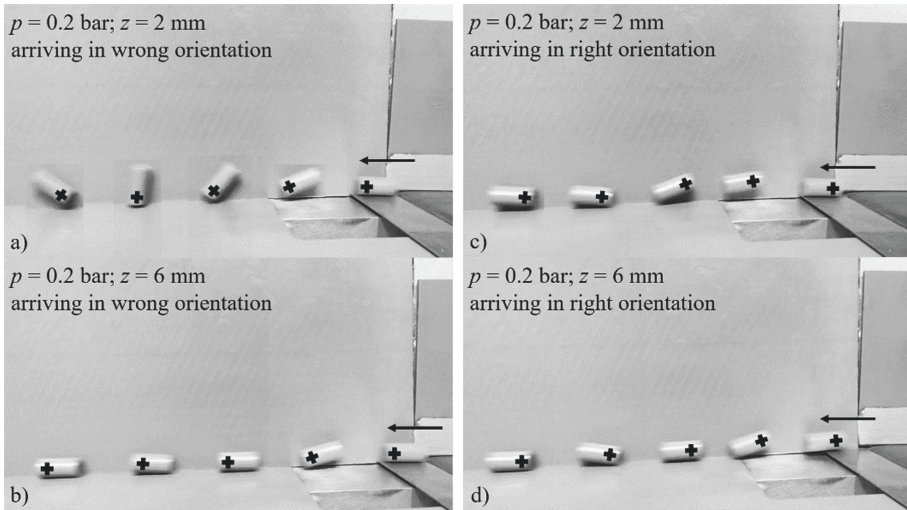 p = 0.2 bar; z = 2 mm
arriving in wrong orientation
a)
p = 0.2 bar; z = 2 mm
arriving in right orientation
c)
p = 0.2 bar; z = 6 mm
arriving in wrong orientation
b)
p = 0.2 bar; z = 6 mm
arriving in right orientation
d)